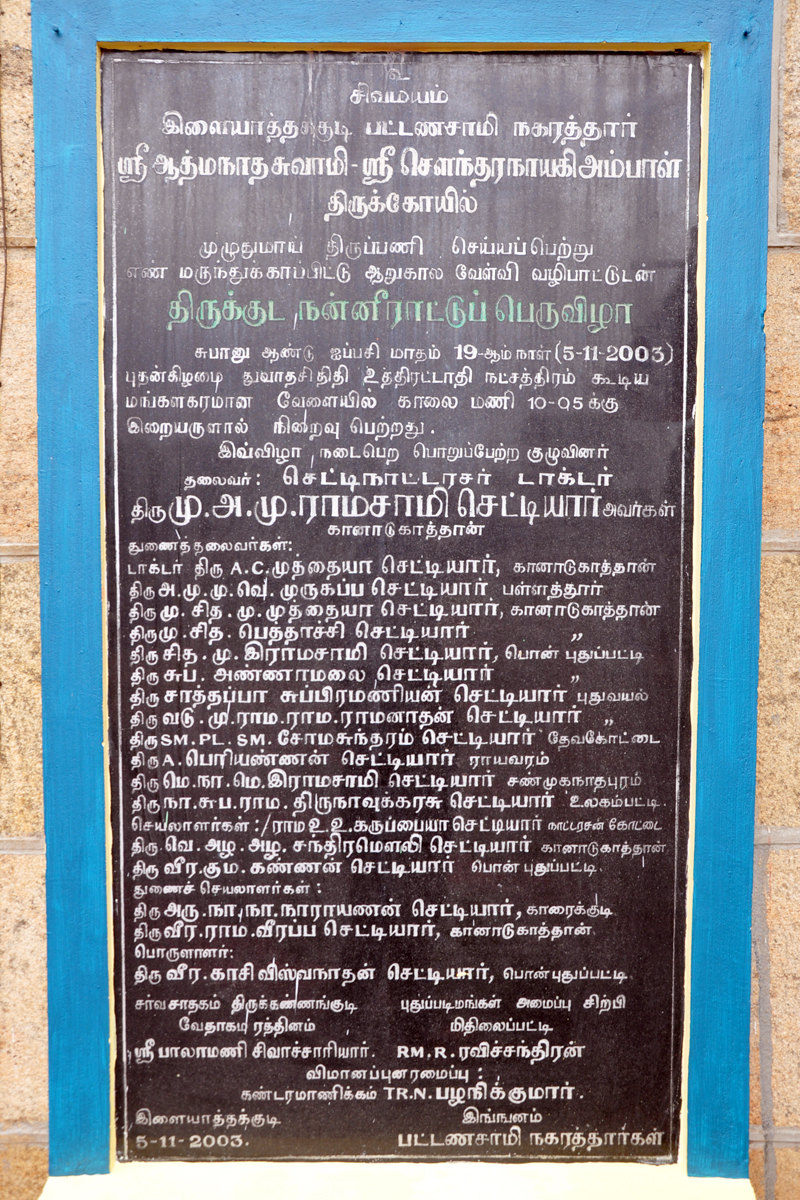 உ
சிவமயம்
இளையாத்தக்குடி பட்டணசாமி நகரத்தார்
ஸ்ரீ ஆத்மநாதசுவாமி - ஸ்ரீ சௌந்தரநாயகி அம்பாள்
திருக்கோயில்
முழுதுமாய் திருப்பணி செய்யப்பெற்று
எண் மருந்துக்காப்பிட்டு ஆறுகால வேள்வி வழிபாட்டுடன்
திருக்குட நன்னீராட்டுப் பெருவிழா
சுபானு ஆண்டு ஐப்பசி மாதம் 19-ஆம் நாள் (5-11-2003)
புதன்கிழமை துவாதசிதிதி உத்திரட்டாதி நட்சத்திரம் கூடிய
மங்களகரமான வேளையில் காலை மணி 10-05 க்கு
இறையருளால் நிறைவு பெற்றது.
இவ்விழா நடைபெற பொறுப்பேற்ற குழுவினர்
தலைவர்: செட்டிநாட்டரசர் டாக்டர்
திரு மு.அ.மு.ராமசாமி செட்டியார் அவர்கள்
கானாடுகாத்தான்
துணைத்தலைவர்கள்:
டாக்டர் திரு A.C.முத்தையா செட்டியார், கானாடுகாத்தான்
திரு அ.மு.மு.வெ. முருகப்ப செட்டியார் பள்ளத்தூர்
திரு மு. சித. மு. முத்தையா செட்டியார், கானாடுகாத்தான்
திரு மு. சித. பெத்தாச்சி செட்டியார் ,,
திரு சித. மு. இராமசாமி செட்டியார், பொன் புதுப்பட்டி
திரு சுப. அண்ணாமலை செட்டியார் ,,
திரு சாத்தப்பா சுப்பிரமணியன் செட்டியார் புதுவயல்
திரு வடு. மு. ராம. ராம. ராமனாதன் செட்டியார் ,,
திரு SM. PL. SM. சோமசுந்தரம் செட்டியார் தேவகோட்டை
திரு A. பெரியண்ணன் செட்டியார் ராயவரம்
திரு மெ.நா.மெ.இராமசாமி செட்டியார் சண்முகநாதபுரம்
திரு நா.சுப.ராம. திருநாவுக்கரசு செட்டியார் உலகம்பட்டி.
செயலாளர்கள்:/ராம உ.உ.கருப்பையா செட்டியார் நாட்டரசன் கோட்டை
திரு. வெ. அழ. அழ. சந்திரமௌலி செட்டியார் கானாடுகாத்தான்
திரு வீர.கும. கண்ணன் செட்டியார் பொன் புதுப்பட்டி.
துணைச் செயலாளர்கள்:
திரு அரு.நா.நா.நாராயணன் செட்டியார், காரைக்குடி
திரு வீர.ராம.வீரப்ப செட்டியார், கானாடுகாத்தான்
பொருளாளர்:
திரு வீர.காசி விஸ்வநாதன் செட்டியார், பொன்புதுப்பட்டி
சர்வ சாதகம் திருக்கண்ணங்குடி புதுப்படிமங்கள் அமைப்பு சிற்பி
வேதாகம ரத்தினம் மிதிலைப்பட்டி
ஸ்ரீ பாலாமணி சிவாச்சாரியார். RM. R. ரவிச்சந்திரன்
விமானப்புனரமைப்பு :
கண்டரமாணிக்கம் TR.N. பழநிக்குமார்.
இளையாத்தக்குடி இங்ஙனம்
5-11-2003. பட்டணசாமி நகரத்தார்கள்